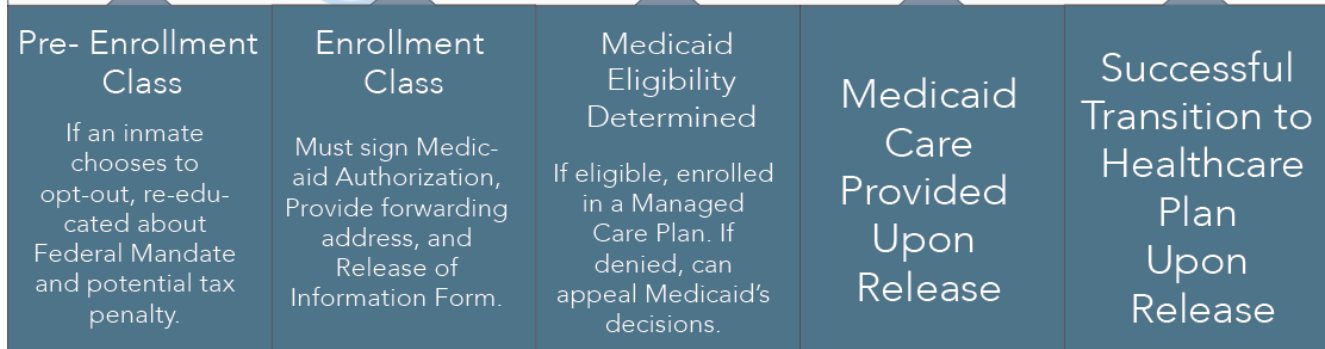 Pre- Enrollment
Class
If an inmate
chooses to
opt-out, re-edu-
cated about
Federal Mandate
and potential tax
penalty.
Enrollment
Class
Must sign Medic-
aid Authorization,
Provide forwarding
address, and
Release of
Information Form.
Medicaid
Eligibility
Determined
If eligible, enrolled
in a Managed
Care Plan. If
denied, can
appeal Medicaid's
decisions.
Medicaid
Care
Provided
Upon
Release
Successful
Transition to
Healthcare
Plan
Upon
Release